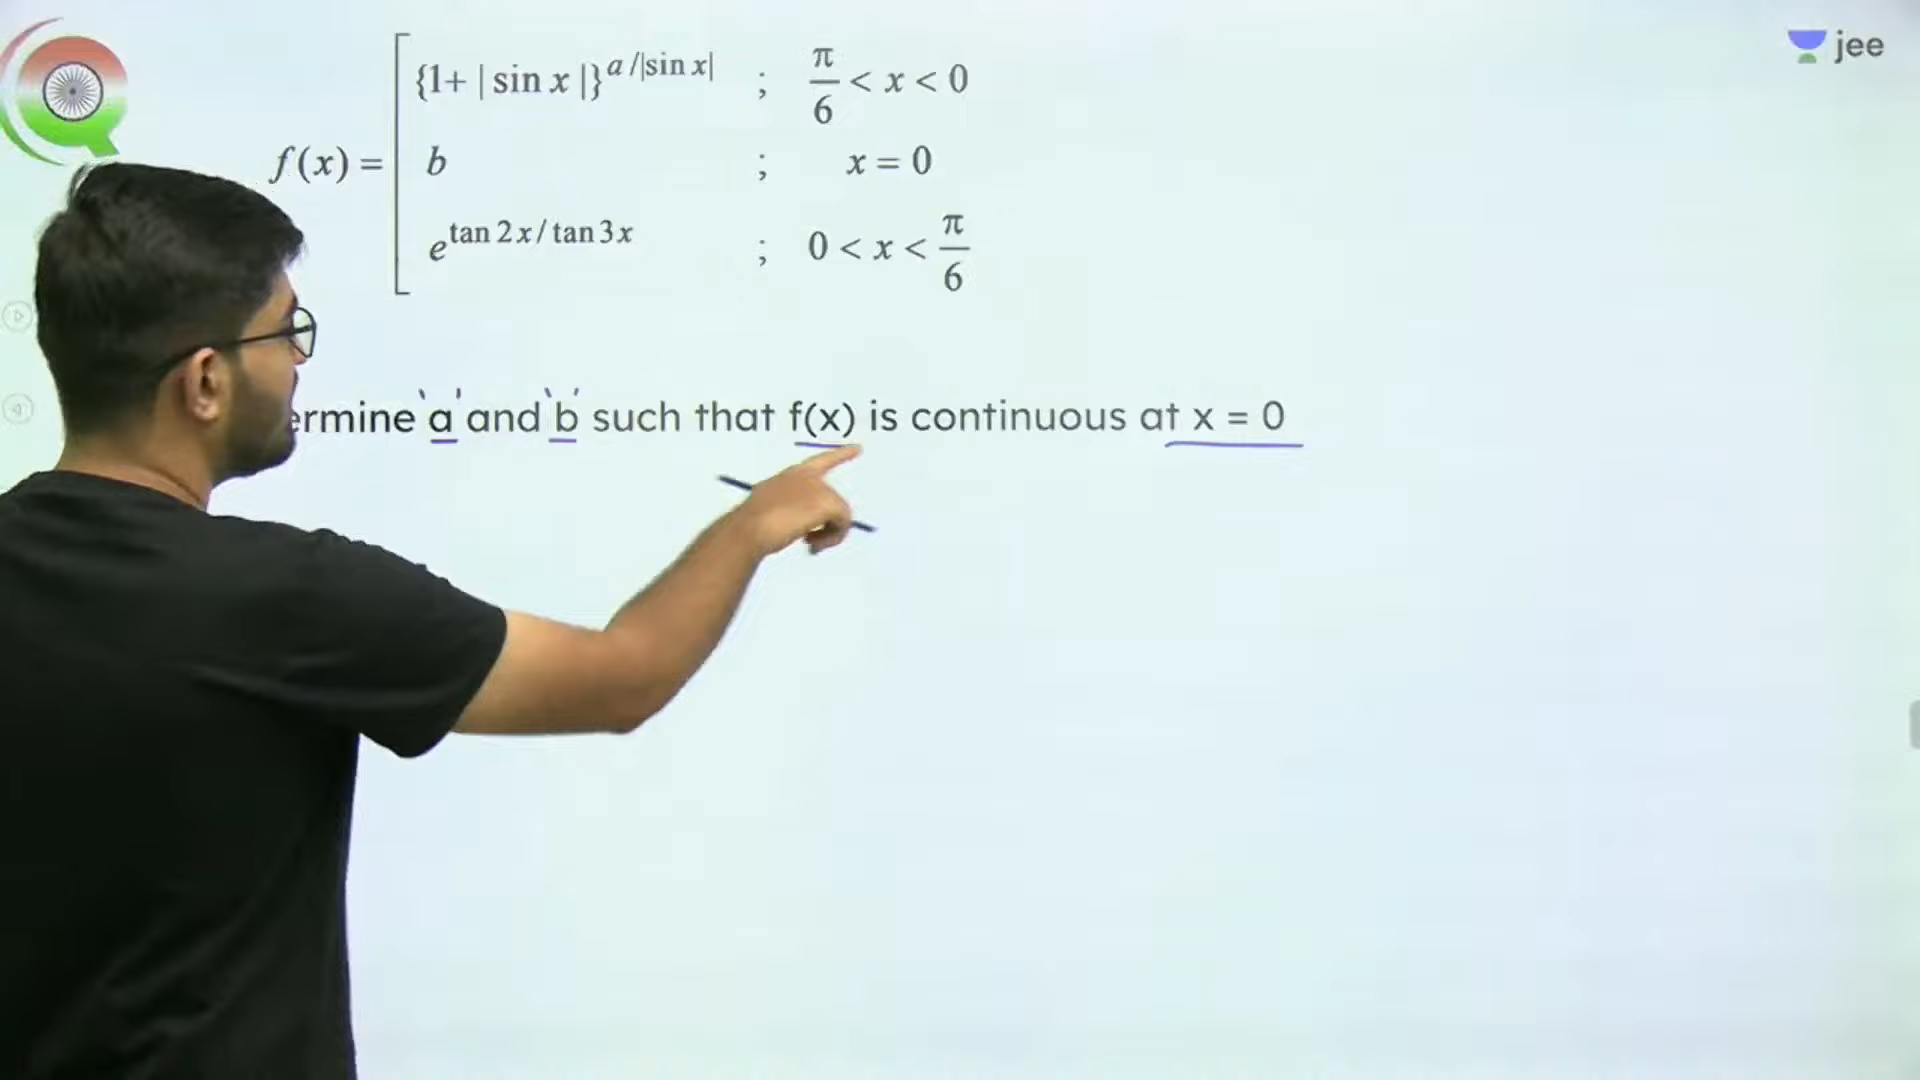 jee
{1+ | sin x |}^{a /|sin x|} ; π/6 < x < 0
f(x) = b ; x = 0
e^{tan 2x / tan 3x} ; 0 < x < π/6
ermine 'a' and 'b' such that f(x) is continuous at x = 0